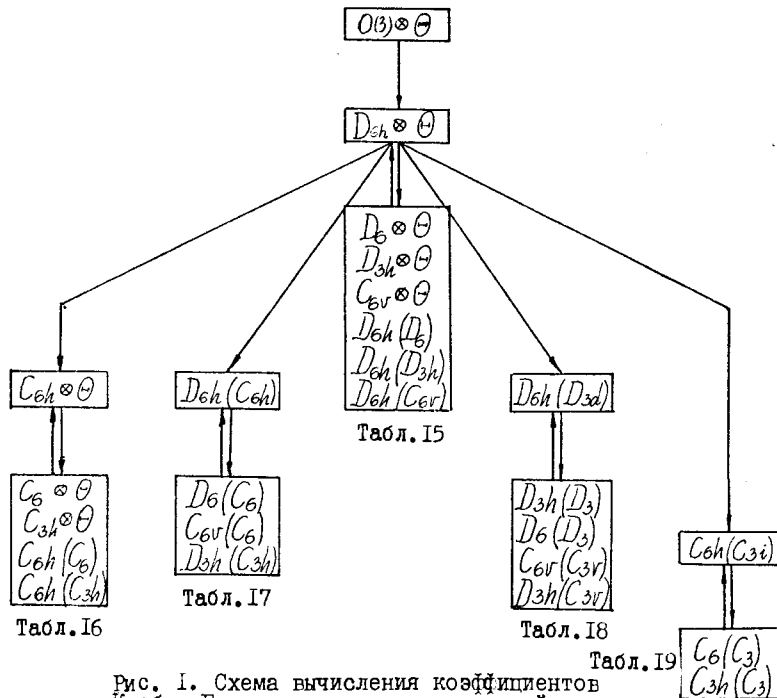 O(3) ⊗ Θ
D₆ₕ ⊗ Θ
D₆ ⊗ Θ
D₃ₕ ⊗ Θ
C₆ᵥ ⊗ Θ
D₆ₕ(D₆)
D₆ₕ(D₃ₕ)
D₆ₕ(C₆ᵥ)
Табл.I5
C₆ₕ ⊗ Θ
C₆ ⊗ Θ
C₃ₕ ⊗ Θ
C₆ₕ(C₆)
C₆ₕ(C₃ₕ)
Табл.I6
D₆ₕ(C₆ₕ)
D₆(C₆)
C₆ᵥ(C₆)
D₃ₕ(C₃ₕ)
Табл.I7
D₆ₕ(D₃d)
D₃ₕ(D₃)
D₆(D₃)
C₆ᵥ(C₃ᵥ)
D₃ₕ(C₃ᵥ)
Табл.I8
C₆ₕ(C₃ᵢ)
C₆(C₃)
C₃ₕ(C₃)
Табл.I9
Рис. I. Схема вычисления коэффициентов